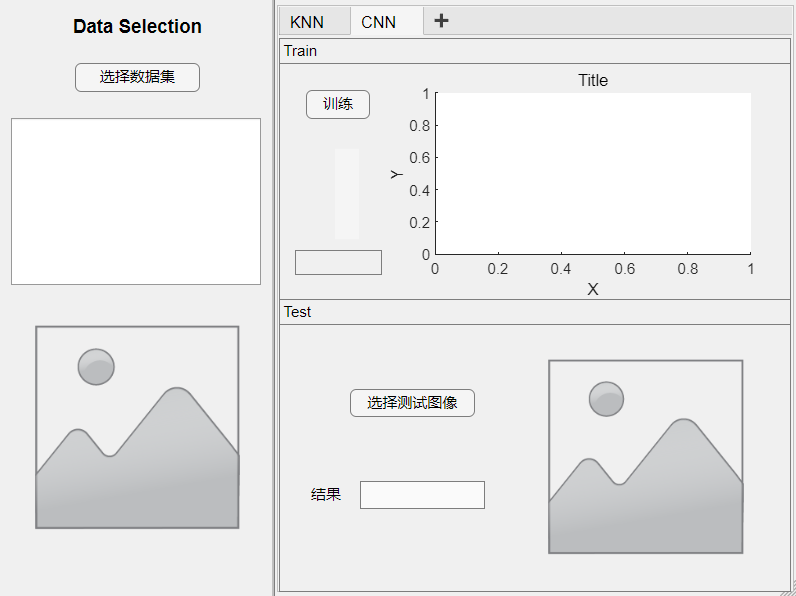 Data Selection
选择数据集
KNN
CNN
Train
训练
Title
1
0.8
0.6
0.4
0.2
0
Y
0
0.2
0.4
0.6
0.8
1
X
Test
选择测试图像
结果